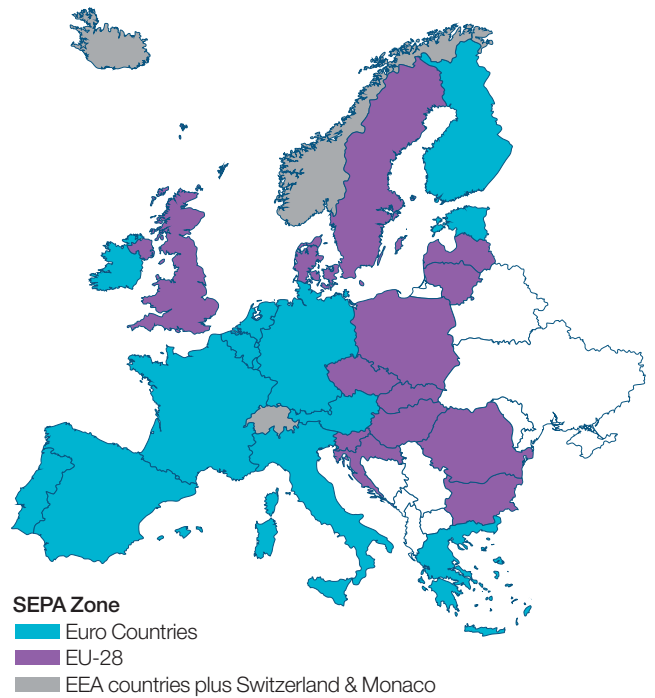 SEPA Zone
Euro Countries
EU-28
EEA countries plus Switzerland & Monaco